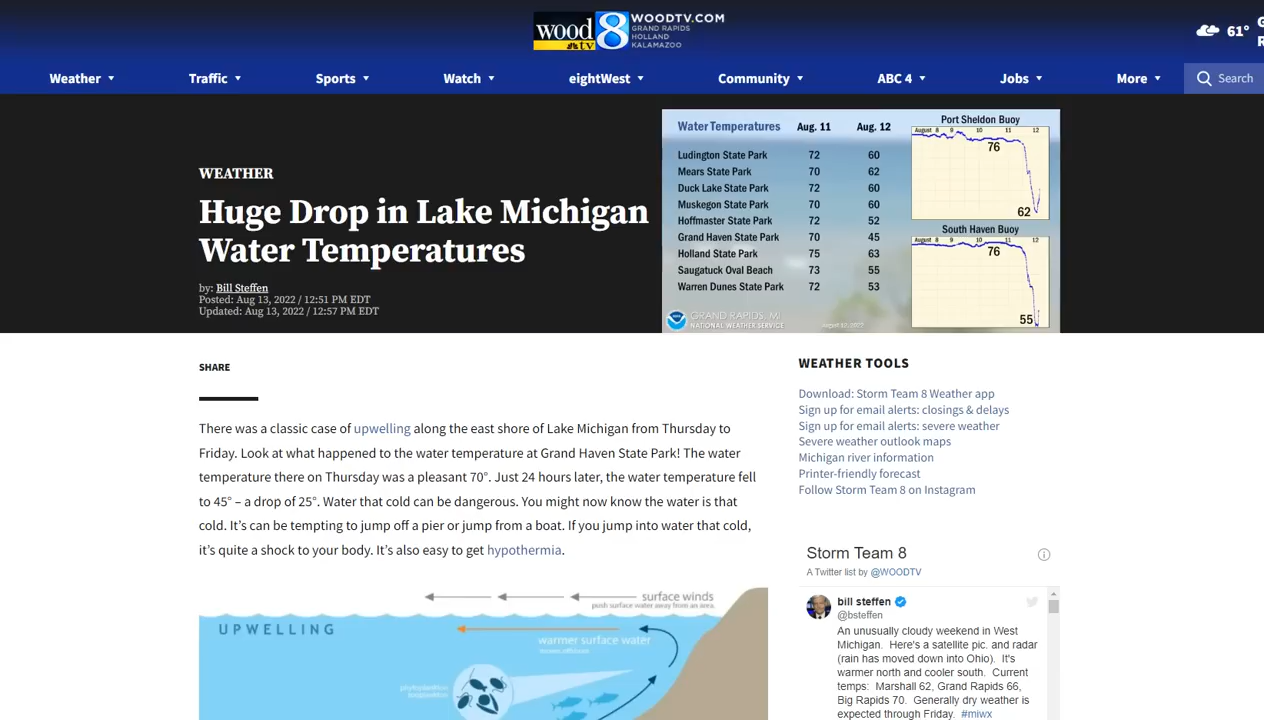 wood tv 8 WOODTV.COM
GRAND RAPIDS
HOLLAND
KALAMAZOO
61°
Weather
Traffic
Sports
Watch
eightWest
Community
ABC 4
Jobs
More
Search
WEATHER
Huge Drop in Lake Michigan
Water Temperatures
by: Bill Steffen
Posted: Aug 13, 2022 / 12:51 PM EDT
Updated: Aug 13, 2022 / 12:57 PM EDT
Water Temperatures Aug. 11 Aug. 12
Ludington State Park 72 60
Mears State Park 70 62
Duck Lake State Park 72 60
Muskegon State Park 70 60
Hoffmaster State Park 72 52
Grand Haven State Park 70 45
Holland State Park 75 63
Saugatuck Oval Beach 73 55
Warren Dunes State Park 72 53
GRAND RAPIDS, MI
NATIONAL WEATHER SERVICE
Port Sheldon Buoy
August 8 9 10 11 12
76
62
South Haven Buoy
August 8 9 10 11 12
76
55
SHARE
There was a classic case of upwelling along the east shore of Lake Michigan from Thursday to
Friday. Look at what happened to the water temperature at Grand Haven State Park! The water
temperature there on Thursday was a pleasant 70°. Just 24 hours later, the water temperature fell
to 45° – a drop of 25°. Water that cold can be dangerous. You might now know the water is that
cold. It’s can be tempting to jump off a pier or jump from a boat. If you jump into water that cold,
it’s quite a shock to your body. It’s also easy to get hypothermia.
surface winds
push surface water away from an area.
UPWELLING
warmer surface water
WEATHER TOOLS
Download: Storm Team 8 Weather app
Sign up for email alerts: closings & delays
Sign up for email alerts: severe weather
Severe weather outlook maps
Michigan river information
Printer-friendly forecast
Follow Storm Team 8 on Instagram
Storm Team 8
A Twitter list by @WOODTV
bill steffen
@bsteffen
An unusually cloudy weekend in West
Michigan. Here's a satellite pic. and radar
(rain has moved down into Ohio). It's
warmer north and cooler south. Current
temps: Marshall 62, Grand Rapids 66,
Big Rapids 70. Generally dry weather is
expected through Friday. #miwx